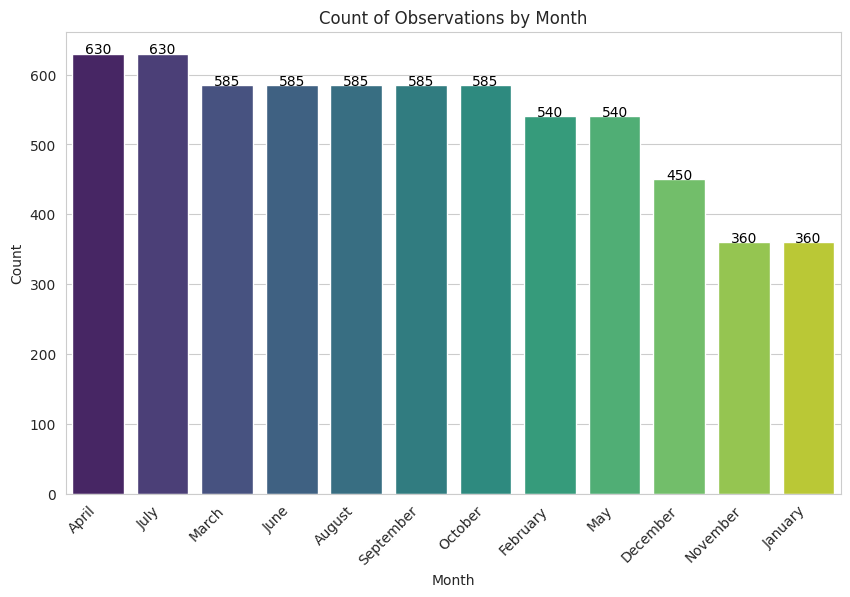 Count of Observations by Month
630 630 585 585 585 585 585 540 540 450 360 360
600
500
400
300
200
100
0
Count
April July March June August September October February May December November January
Month